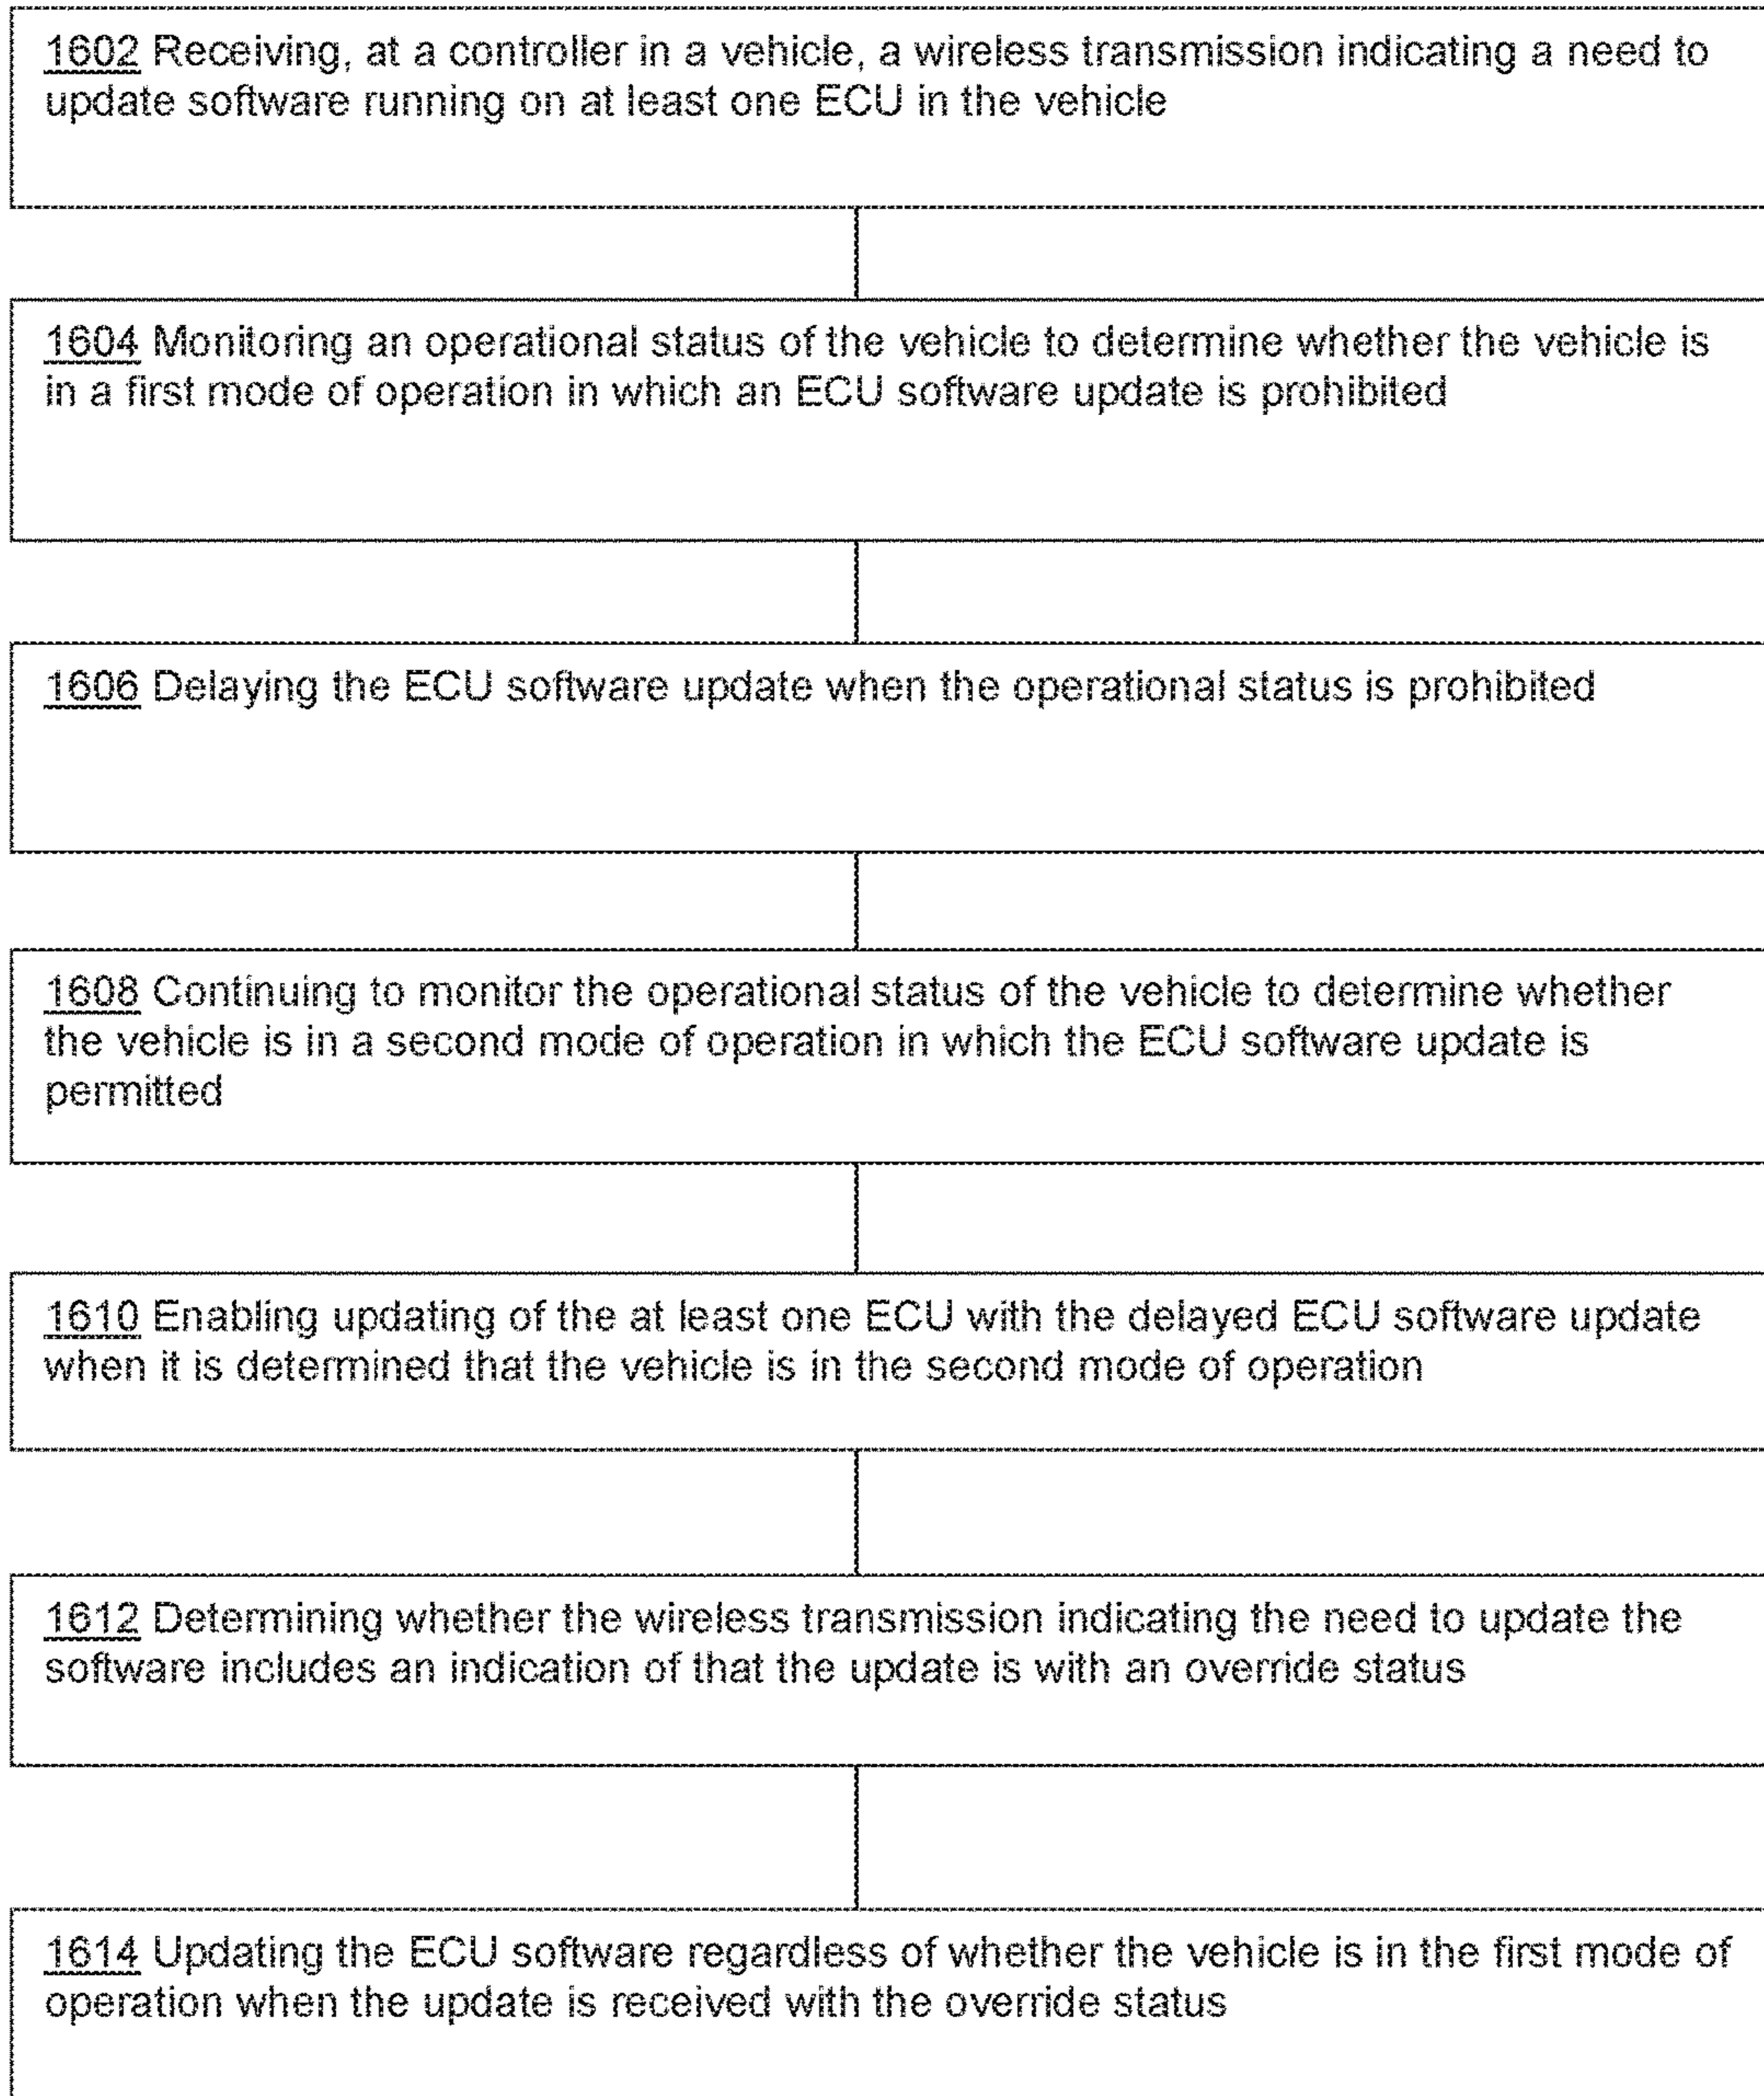 1602 Receiving, at a controller in a vehicle, a wireless transmission indicating a need to
update software running on at least one ECU in the vehicle
1604 Monitoring an operational status of the vehicle to determine whether the vehicle is
in a first mode of operation in which an ECU software update is prohibited
1606 Delaying the ECU software update when the operational status is prohibited
1608 Continuing to monitor the operational status of the vehicle to determine whether
the vehicle is in a second mode of operation in which the ECU software update is
permitted
1610 Enabling updating of the at least one ECU with the delayed ECU software update
when it is determined that the vehicle is in the second mode of operation
1612 Determining whether the wireless transmission indicating the need to update the
software includes an indication of that the update is with an override status
1614 Updating the ECU software regardless of whether the vehicle is in the first mode of
operation when the update is received with the override status